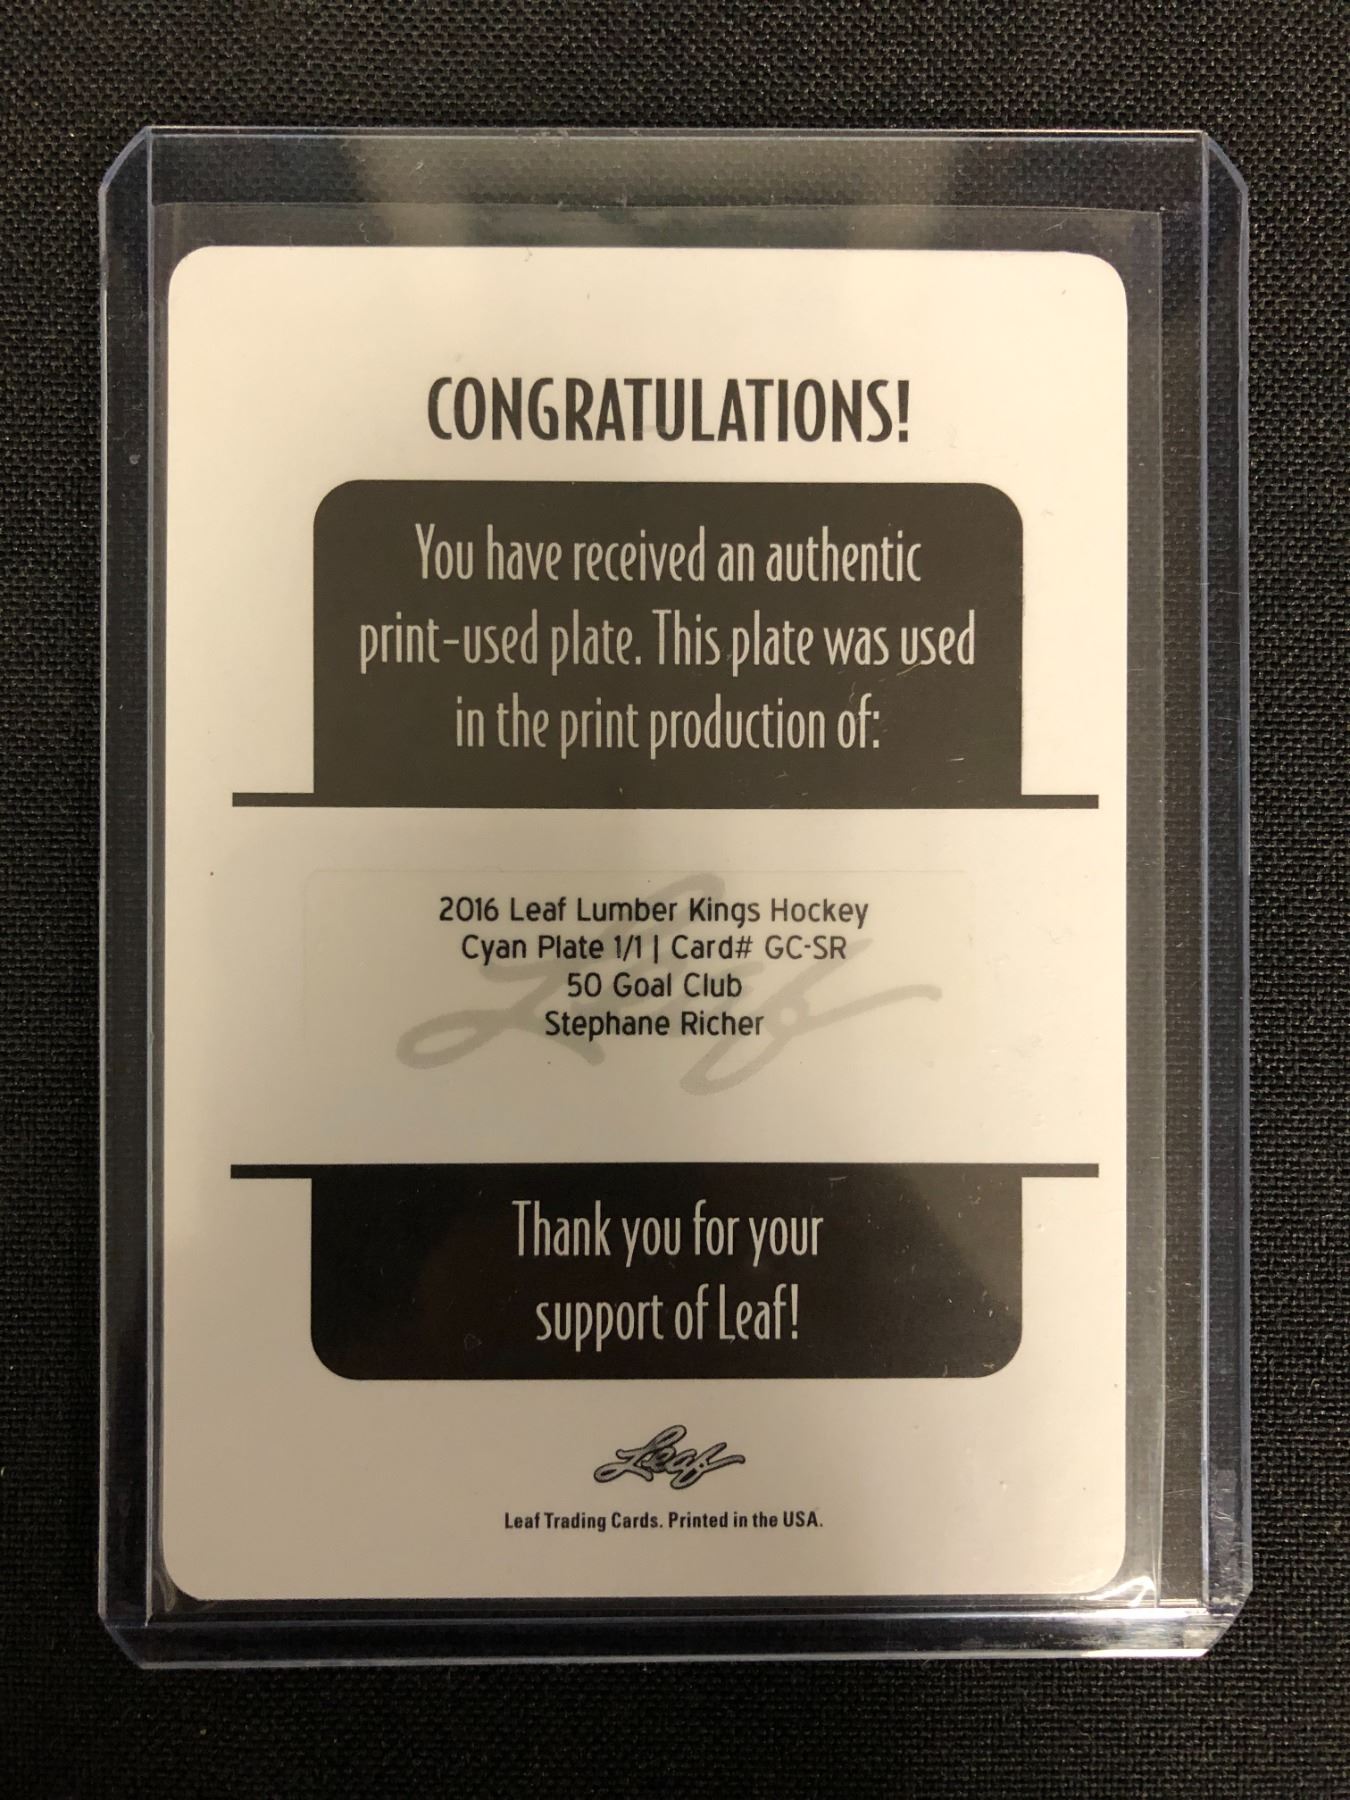 CONGRATULATIONS!
You have received an authentic
print-used plate. This plate was used
in the print production of:
Leaf
2016 Leaf Lumber Kings Hockey
Cyan Plate 1/1 | Card# GC-SR
50 Goal Club
Stephane Richer
Thank you for your
support of Leaf!
Leaf
Leaf Trading Cards. Printed in the USA.